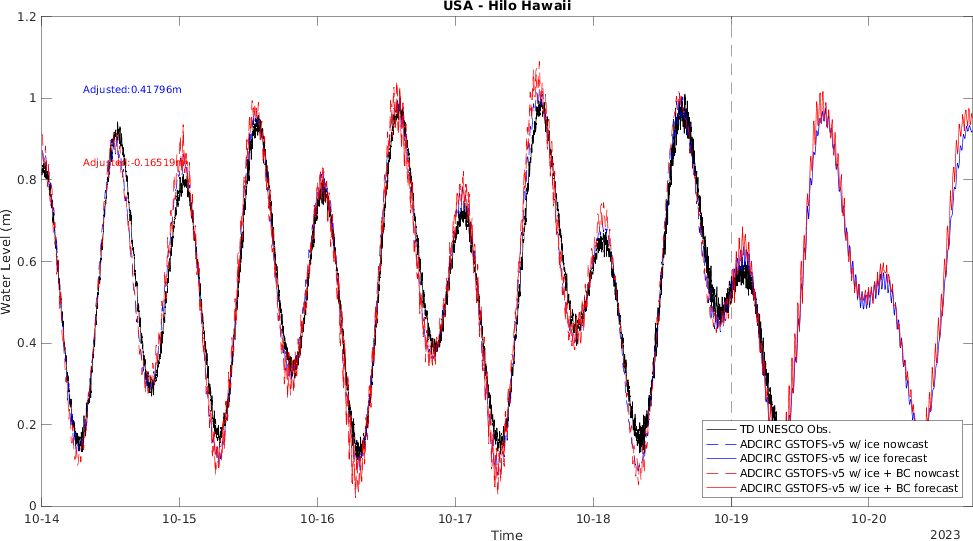 USA - Hilo Hawaii
1.2
1
0.8
0.6
0.4
0.2
0
Water Level (m)
Adjusted:0.41796m
Adjusted:-0.16519m
TD UNESCO Obs.
ADCIRC GSTOFS-v5 w/ ice nowcast
ADCIRC GSTOFS-v5 w/ ice forecast
ADCIRC GSTOFS-v5 w/ ice + BC nowcast
ADCIRC GSTOFS-v5 w/ ice + BC forecast
10-14 10-15 10-16 10-17 10-18 10-19 10-20
Time
2023